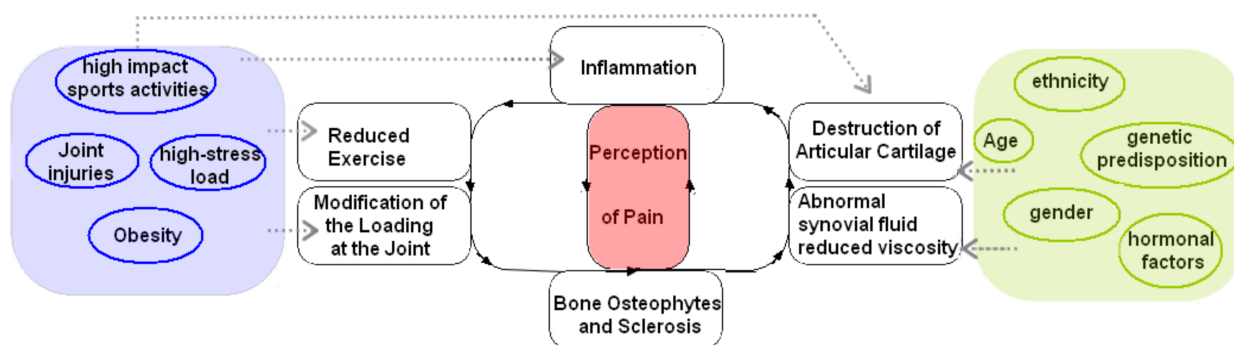 high impact
sports activities
Joint
injuries
high-stress
load
Obesity
Reduced
Exercise
Modification of
the Loading
at the Joint
Inflammation
Perception
of Pain
Bone Osteophytes
and Sclerosis
Destruction of
Articular Cartilage
Abnormal
synovial fluid
reduced viscosity
ethnicity
Age
genetic
predisposition
gender
hormonal
factors